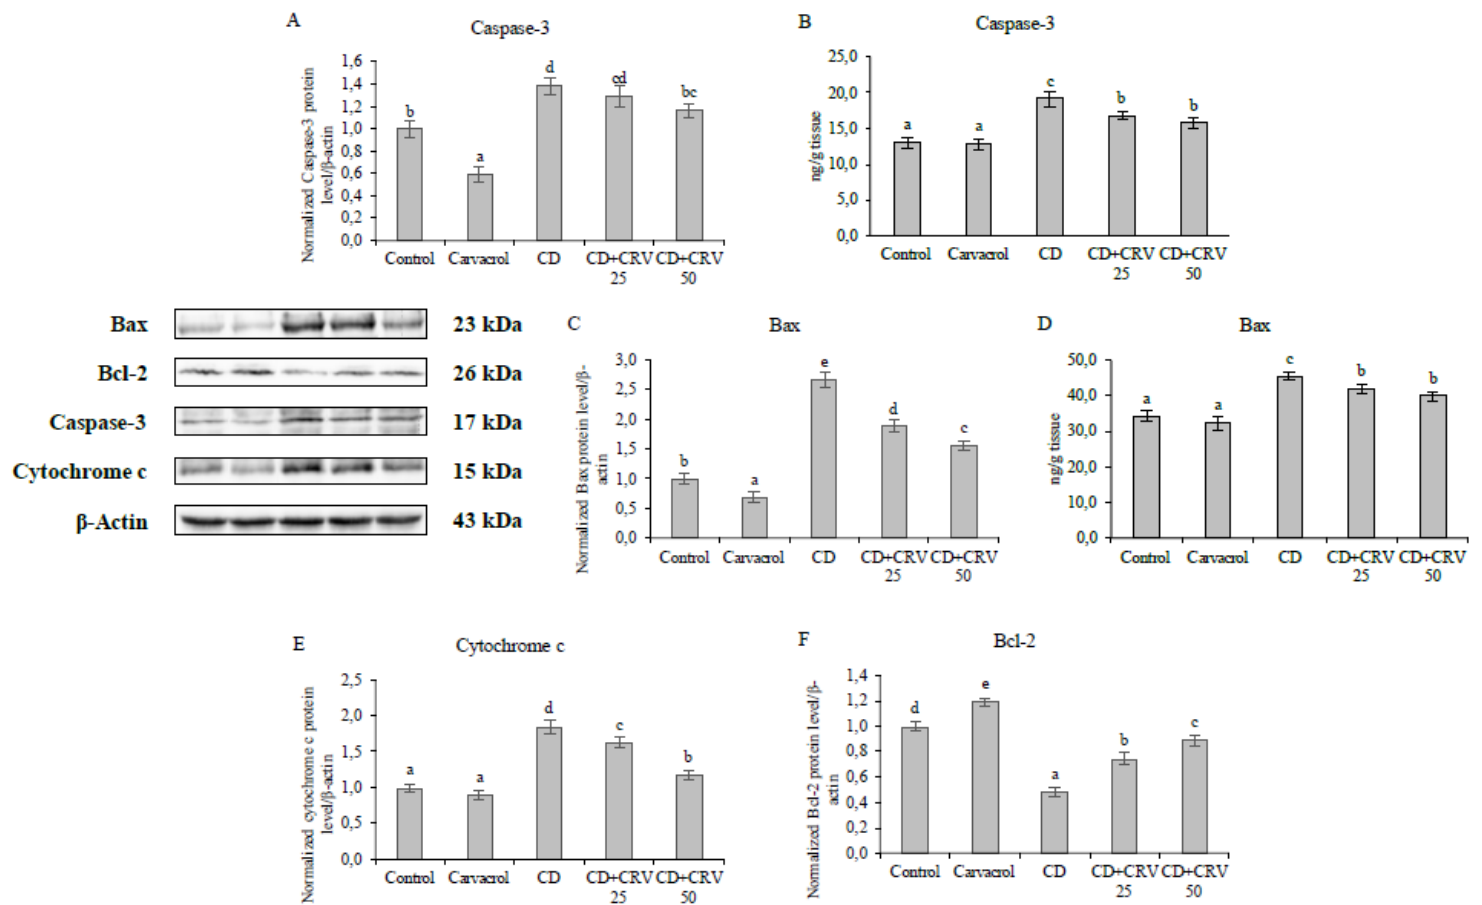 A
Caspase-3
Normalized Caspase-3 protein
level/β-actin
1,6
1,4
1,2
1,0
0,8
0,6
0,4
0,2
0,0
b
a
d
cd
bc
Control Carvacrol CD CD+CRV CD+CRV
25 50
B
Caspase-3
ng/g tissue
25,0
20,0
15,0
10,0
5,0
0,0
a
a
c
b
b
Control Carvacrol CD CD+CRV CD+CRV
25 50
Bax 23 kDa
Bcl-2 26 kDa
Caspase-3 17 kDa
Cytochrome c 15 kDa
β-Actin 43 kDa
C
Bax
Normalized Bax protein level/β-
actin
3,0
2,5
2,0
1,5
1,0
0,5
0,0
b
a
e
d
c
Control Carvacrol CD CD+CRV CD+CRV
25 50
D
Bax
ng/g tissue
50,0
40,0
30,0
20,0
10,0
0,0
a
a
c
b
b
Control Carvacrol CD CD+CRV CD+CRV
25 50
E
Cytochrome c
Normalized cytochrome c protein
level/β-actin
2,5
2,0
1,5
1,0
0,5
0,0
a
a
d
c
b
Control Carvacrol CD CD+CRV CD+CRV
25 50
F
Bcl-2
Normalized Bcl-2 protein level/β-
actin
1,4
1,2
1,0
0,8
0,6
0,4
0,2
0,0
d
e
a
b
c
Control Carvacrol CD CD+CRV CD+CRV
25 50